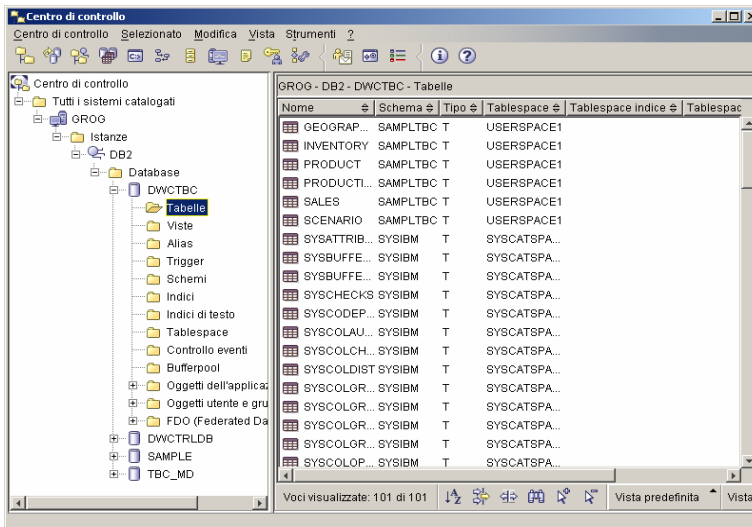 Centro di controllo
Centro di controllo Selezionato Modifica Vista Strumenti ?
Centro di controllo
Tutti i sistemi catalogati
GROG
Istanze
DB2
Database
DWCTBC
Tabelle
Viste
Alias
Trigger
Schemi
Indici
Indici di testo
Tablespace
Controllo eventi
Bufferpool
Oggetti dell'applicaz
Oggetti utente e gru
FDO (Federated Da
DWCTRLDB
SAMPLE
TBC_MD
GROG - DB2 - DWCTBC - Tabelle
Nome Schema Tipo Tablespace Tablespace indice Tablespac
GEOGRAP... SAMPLTBC T USERSPACE1
INVENTORY SAMPLTBC T USERSPACE1
PRODUCT SAMPLTBC T USERSPACE1
PRODUCTI... SAMPLTBC T USERSPACE1
SALES SAMPLTBC T USERSPACE1
SCENARIO SAMPLTBC T USERSPACE1
SYSATTRIB... SYSIBM T SYSCATSPA...
SYSBUFFE... SYSIBM T SYSCATSPA...
SYSBUFFE... SYSIBM T SYSCATSPA...
SYSCHECKS SYSIBM T SYSCATSPA...
SYSCODEP... SYSIBM T SYSCATSPA...
SYSCOLAU... SYSIBM T SYSCATSPA...
SYSCOLCH... SYSIBM T SYSCATSPA...
SYSCOLDIST SYSIBM T SYSCATSPA...
SYSCOLGR... SYSIBM T SYSCATSPA...
SYSCOLGR... SYSIBM T SYSCATSPA...
SYSCOLGR... SYSIBM T SYSCATSPA...
SYSCOLGR... SYSIBM T SYSCATSPA...
SYSCOLOP... SYSIBM T SYSCATSPA...
Voci visualizzate: 101 di 101 Vista predefinita Vista